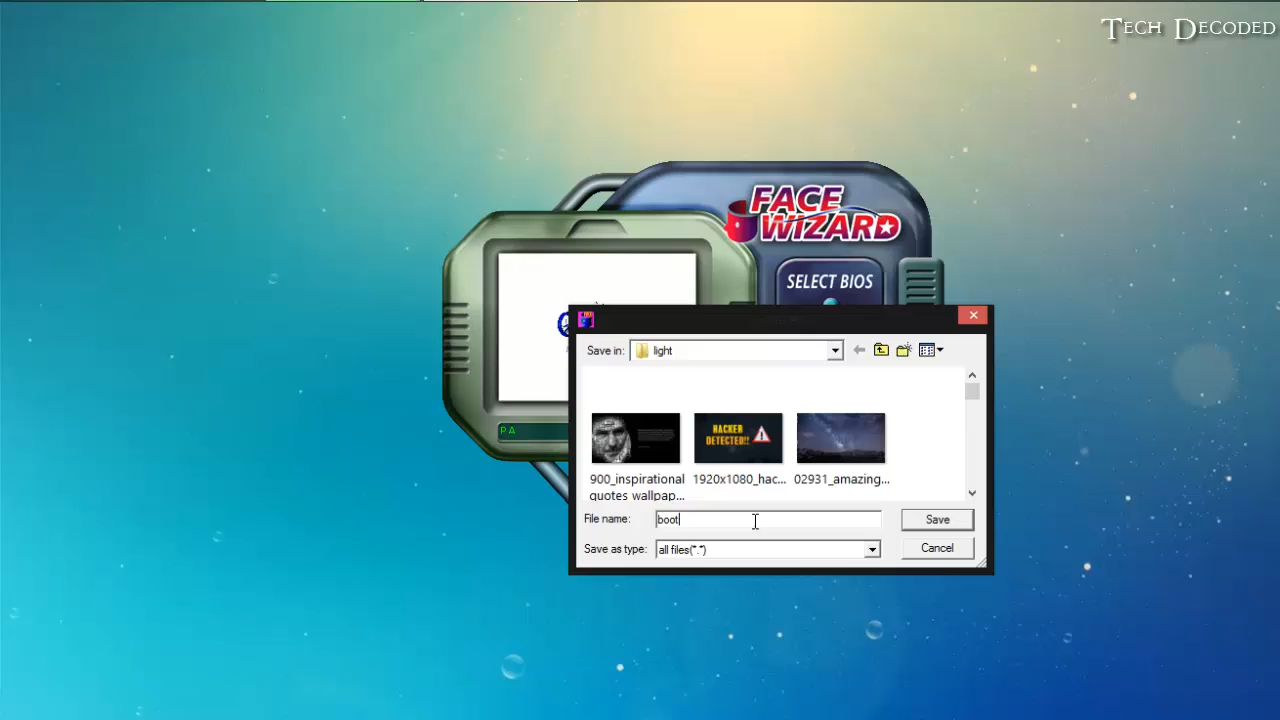 Tech Decoded
FACE
WIZARD
SELECT BIOS
PA
Save in:
light
HACKER
DETECTED!!
900_inspirational
quotes wallpap...
1920x1080_hac...
02931_amazing...
File name:
boot
Save
Save as type:
all files(*.*)
Cancel